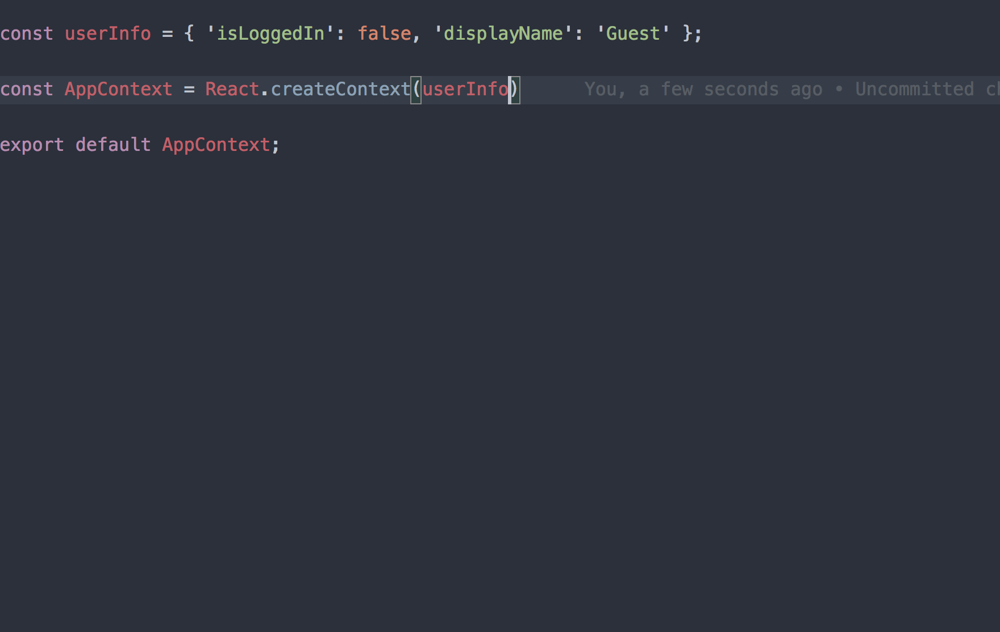 const userInfo = { 'isLoggedIn': false, 'displayName': 'Guest' };
const AppContext = React.createContext(userInfo) You, a few seconds ago • Uncommitted
export default AppContext;